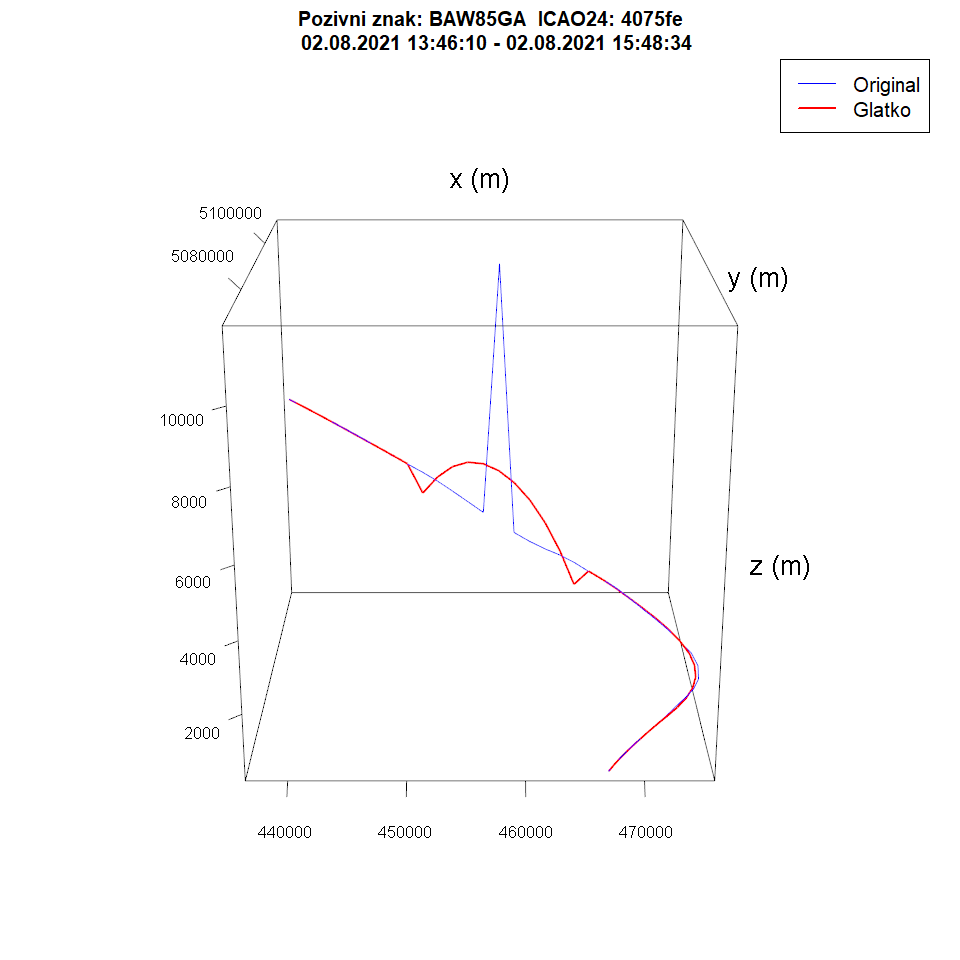 Pozivni znak: BAW85GA  ICAO24: 4075fe
02.08.2021 13:46:10 - 02.08.2021 15:48:34
Original
Glatko
x (m)
5100000
5080000
y (m)
10000
8000
z (m)
6000
4000
2000
440000 450000 460000 470000